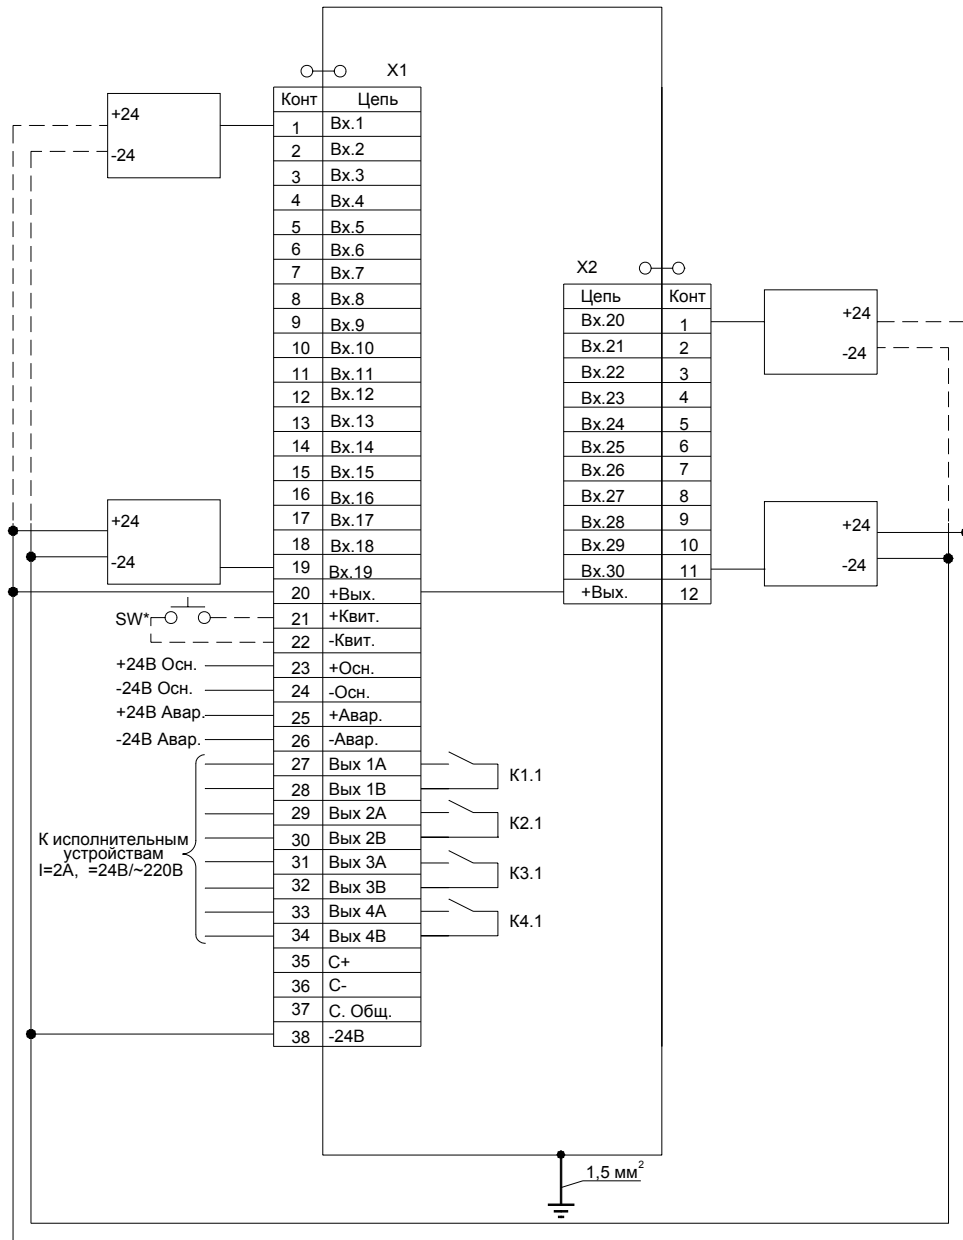 X1
Конт Цепь
1 Вх.1
2 Вх.2
3 Вх.3
4 Вх.4
5 Вх.5
6 Вх.6
7 Вх.7
8 Вх.8
9 Вх.9
10 Вх.10
11 Вх.11
12 Вх.12
13 Вх.13
14 Вх.14
15 Вх.15
16 Вх.16
17 Вх.17
18 Вх.18
19 Вх.19
20 +Вых.
21 +Квит.
22 -Квит.
23 +Осн.
24 -Осн.
25 +Авар.
26 -Авар.
27 Вых 1А
28 Вых 1В
29 Вых 2А
30 Вых 2В
31 Вых 3А
32 Вых 3В
33 Вых 4А
34 Вых 4В
35 С+
36 С-
37 С. Общ.
38 -24В
+24
-24
+24
-24
SW*
+24В Осн.
-24В Осн.
+24В Авар.
-24В Авар.
К исполнительным
устройствам
I=2А, =24В/~220В
К1.1
К2.1
К3.1
К4.1
X2
Цепь Конт
Вх.20 1
Вх.21 2
Вх.22 3
Вх.23 4
Вх.24 5
Вх.25 6
Вх.26 7
Вх.27 8
Вх.28 9
Вх.29 10
Вх.30 11
+Вых. 12
+24
-24
+24
-24
1,5 мм²